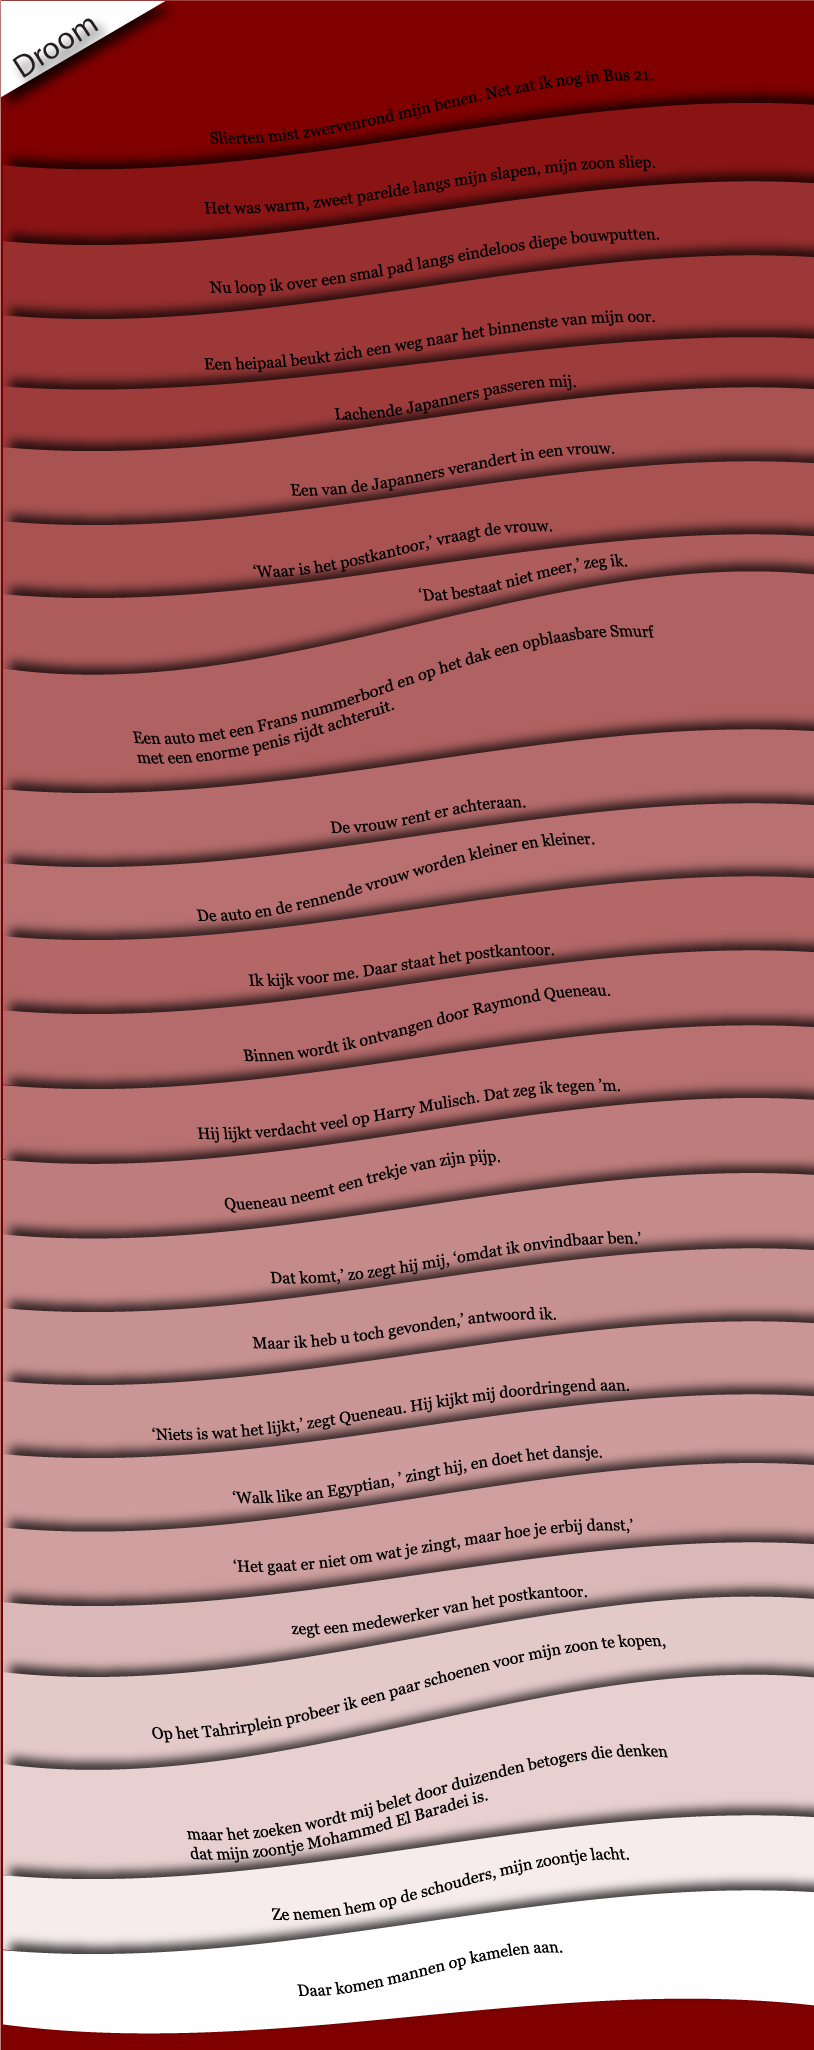 Droom
Slierten mist zwervenrond mijn benen. Net zat ik nog in Bus 21.
Het was warm, zweet parelde langs mijn slapen, mijn zoon sliep.
Nu loop ik over een smal pad langs eindeloos diepe bouwputten.
Een heipaal beukt zich een weg naar het binnenste van mijn oor.
Lachende Japanners passeren mij.
Een van de Japanners verandert in een vrouw.
‘Waar is het postkantoor,’ vraagt de vrouw.
‘Dat bestaat niet meer,’ zeg ik.
Een auto met een Frans nummerbord en op het dak een opblaasbare Smurf
met een enorme penis rijdt achteruit.
De vrouw rent er achteraan.
De auto en de rennende vrouw worden kleiner en kleiner.
Ik kijk voor me. Daar staat het postkantoor.
Binnen wordt ik ontvangen door Raymond Queneau.
Hij lijkt verdacht veel op Harry Mulisch. Dat zeg ik tegen ’m.
Queneau neemt een trekje van zijn pijp.
Dat komt,’ zo zegt hij mij, ‘omdat ik onvindbaar ben.’
Maar ik heb u toch gevonden,’ antwoord ik.
‘Niets is wat het lijkt,’ zegt Queneau. Hij kijkt mij doordringend aan.
‘Walk like an Egyptian, ’ zingt hij, en doet het dansje.
‘Het gaat er niet om wat je zingt, maar hoe je erbij danst,’
zegt een medewerker van het postkantoor.
Op het Tahrirplein probeer ik een paar schoenen voor mijn zoon te kopen,
maar het zoeken wordt mij belet door duizenden betogers die denken
dat mijn zoontje Mohammed El Baradei is.
Ze nemen hem op de schouders, mijn zoontje lacht.
Daar komen mannen op kamelen aan.